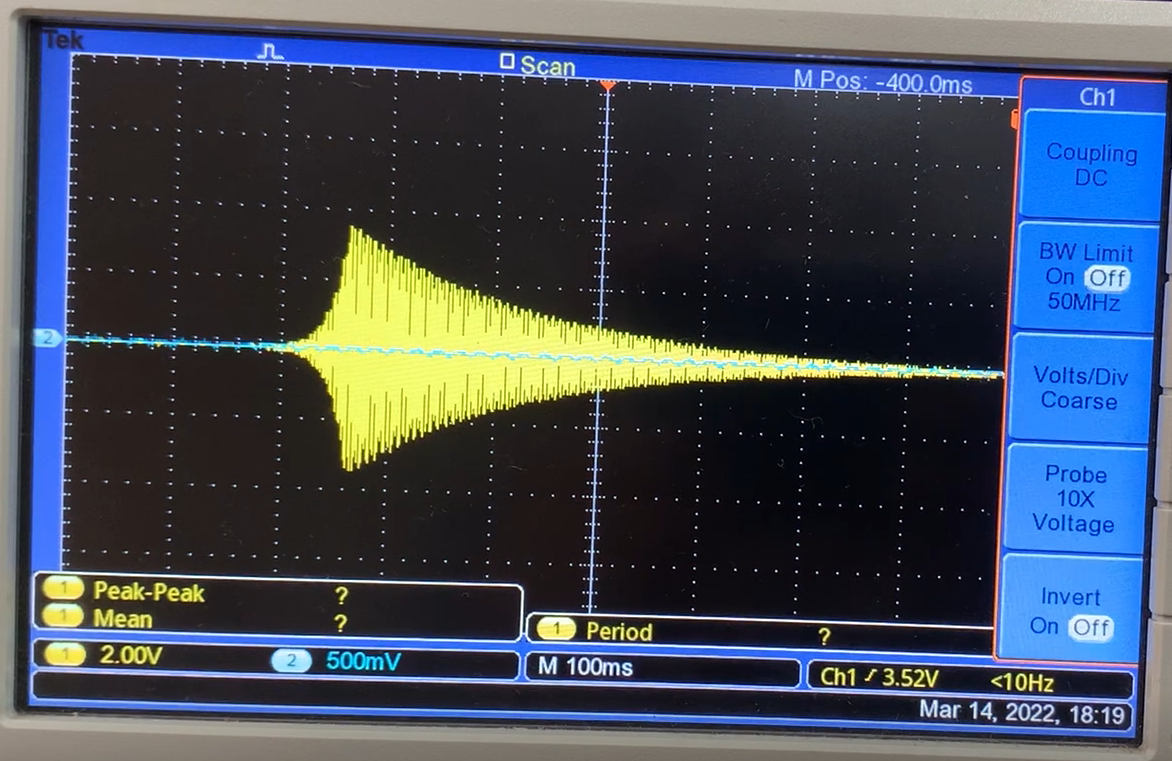 Tek
Scan
M Pos: -400.0ms
Ch1
Coupling
DC
BW Limit
On Off
50MHz
2
Volts/Div
Coarse
Probe
10X
Voltage
Invert
On Off
1 Peak-Peak ?
1 Mean ?
1 Period ?
1 2.00V 2 500mV
M 100ms
Ch1 3.52V <10Hz
Mar 14, 2022, 18:19